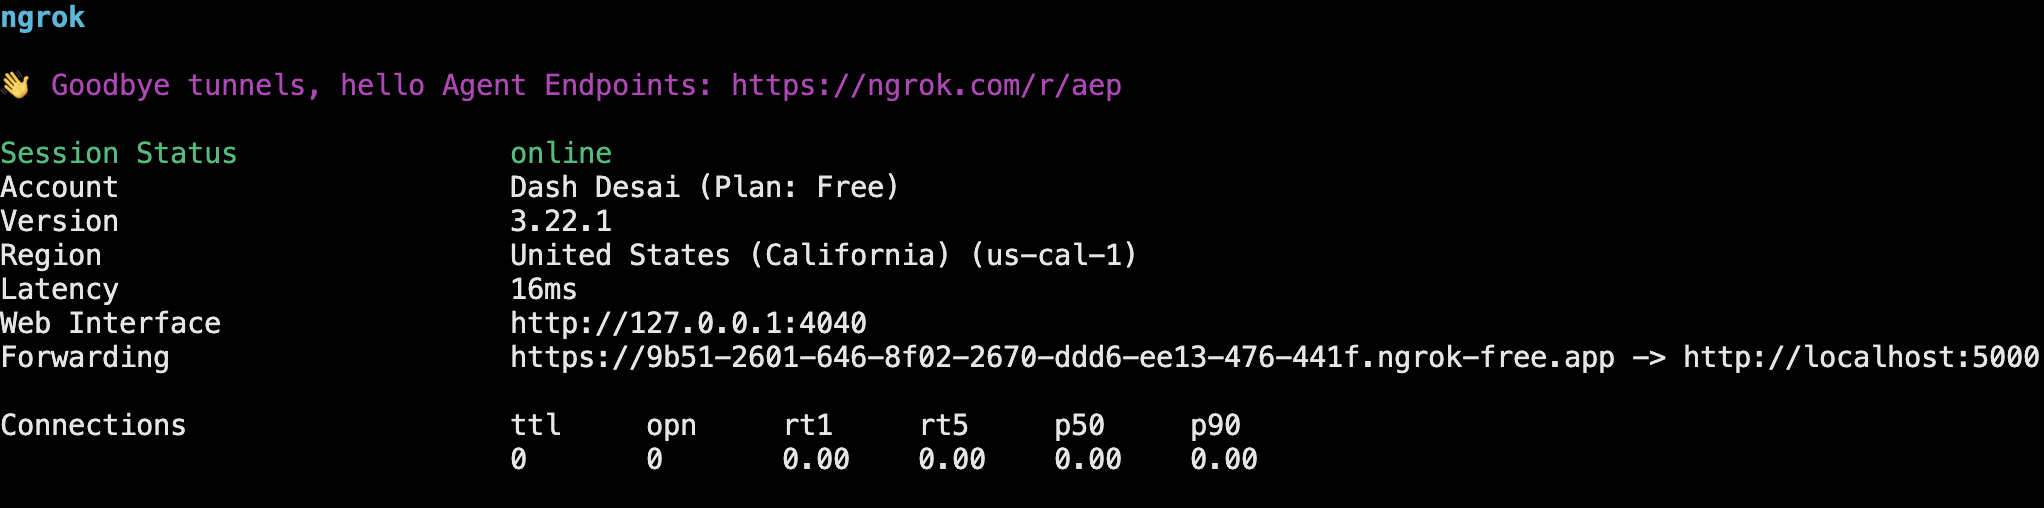 ngrok
👋 Goodbye tunnels, hello Agent Endpoints: https://ngrok.com/r/aep
Session Status online
Account Dash Desai (Plan: Free)
Version 3.22.1
Region United States (California) (us-cal-1)
Latency 16ms
Web Interface http://127.0.0.1:4040
Forwarding https://9b51-2601-646-8f02-2670-ddd6-ee13-476-441f.ngrok-free.app -> http://localhost:5000
Connections ttl opn rt1 rt5 p50 p90
0 0 0.00 0.00 0.00 0.00